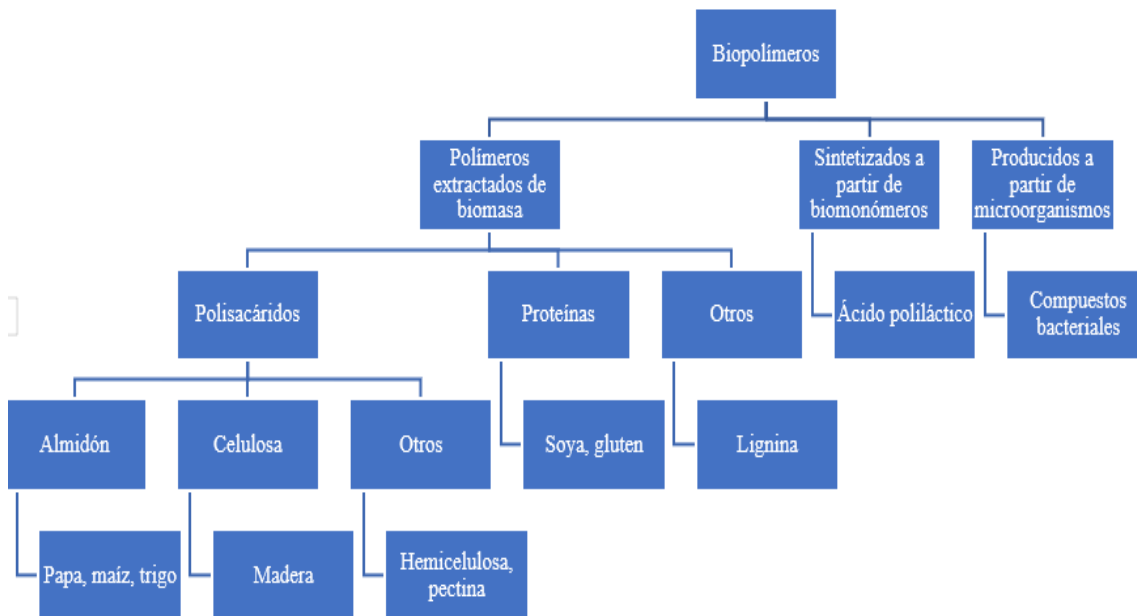 Biopolímeros
Polímeros
extractados de
biomasa
Sintetizados a
partir de
biomonómeros
Producidos a
partir de
microorganismos
Polisacáridos
Proteínas
Otros
Ácido poliláctico
Compuestos
bacteriales
Almidón
Celulosa
Otros
Soya, gluten
Lignina
Papa, maíz, trigo
Madera
Hemicelulosa,
pectina